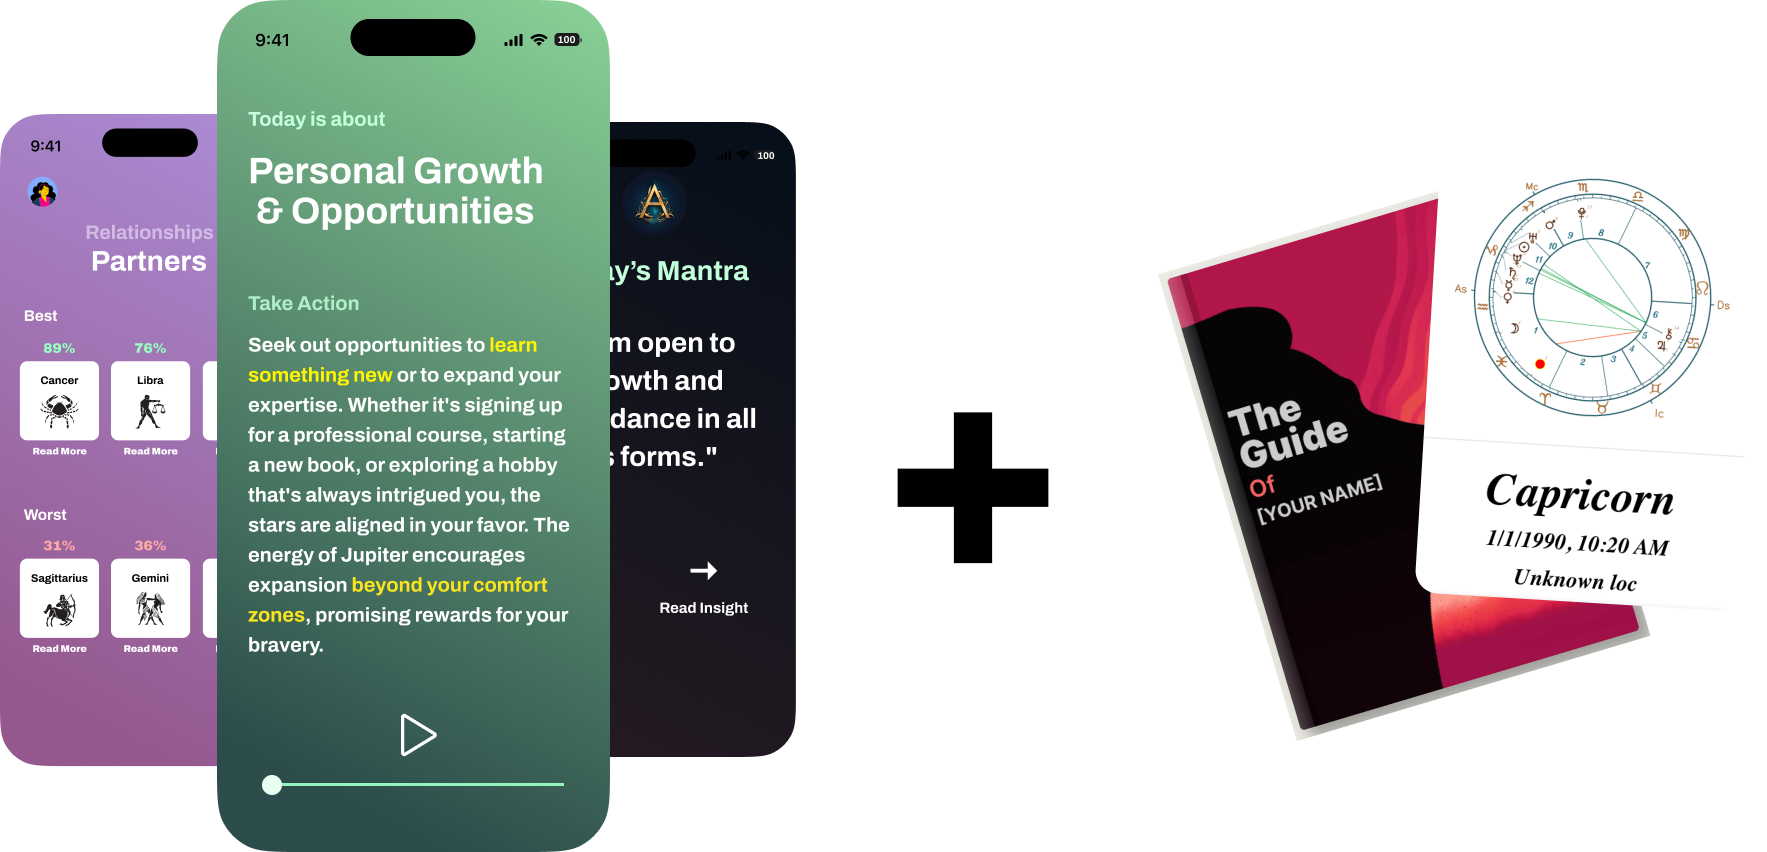 9:41
Relationships
Partners
Best
89%
76%
Cancer
Libra
Read More
Read More
Worst
31%
36%
Sagittarius
Gemini
Read More
Read More
9:41
100
Today is about
Personal Growth
& Opportunities
Take Action
Seek out opportunities to learn
something new or to expand your
expertise. Whether it's signing up
for a professional course, starting
a new book, or exploring a hobby
that's always intrigued you, the
stars are aligned in your favor. The
energy of Jupiter encourages
expansion beyond your comfort
zones, promising rewards for your
bravery.
100
A
ay's Mantra
m open to
owth and
dance in all
s forms."
Read Insight
The
Guide
Of
[YOUR NAME]
Mc
As
Ds
Ic
1
2
3
4
5
6
7
8
9
10
11
12
Capricorn
1/1/1990, 10:20 AM
Unknown loc